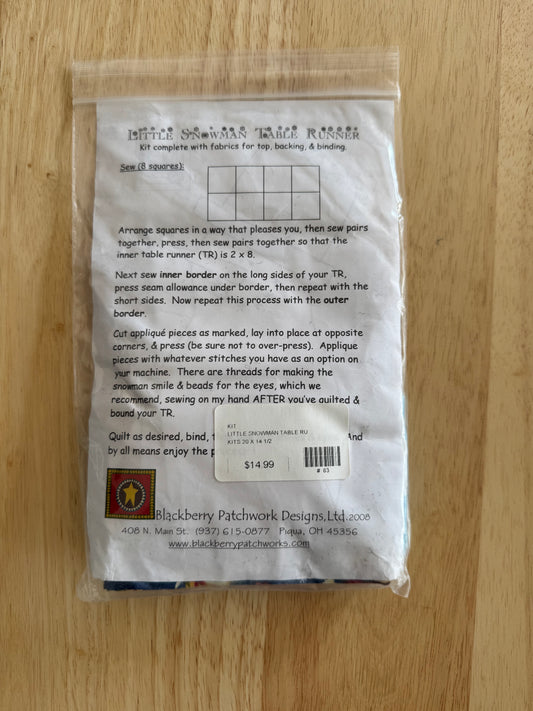 LITTLE SNOWMAN TABLE RUNNER
Kit complete with fabrics for top, backing, & binding.
Sew (8 squares):
Arrange squares in a way that pleases you, then sew pairs
together, press, then sew pairs together so that the
inner table runner (TR) is 2 x 8.
Next sew inner border on the long sides of your TR,
press seam allowance under border, then repeat with the
short sides. Now repeat this process with the outer
border.
Cut appliqué pieces as marked, lay into place at opposite
corners, & press (be sure not to over-press). Applique
pieces with whatever stitches you have as an option on
your machine. There are threads for making the
snowman smile & beads for the eyes, which we
recommend, sewing on my hand AFTER you've quilted &
bound your TR.
Quilt as desired, bind, And
by all means enjoy the
KIT
LITTLE SNOWMAN TABLE RU
KITS 20 X 14 1/2
$14.99
# 63
Blackberry Patchwork Designs,Ltd.2008
408 N. Main St. (937) 615-0877 Piqua, OH 45356
www.blackberrypatchworks.com